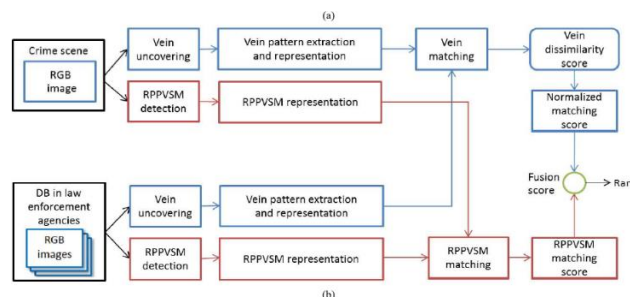 (a)
Crime scene
RGB
image
Vein
uncovering
Vein pattern extraction
and representation
Vein
matching
Vein
dissimilarity
score
RPPVSM
detection
RPPVSM representation
Normalized
matching
score
Fusion
score
Ran
DB in law
enforcement
agencies
RGB
images
Vein
uncovering
Vein pattern extraction
and representation
RPPVSM
detection
RPPVSM representation
RPPVSM
matching
RPPVSM
matching
score
(b)